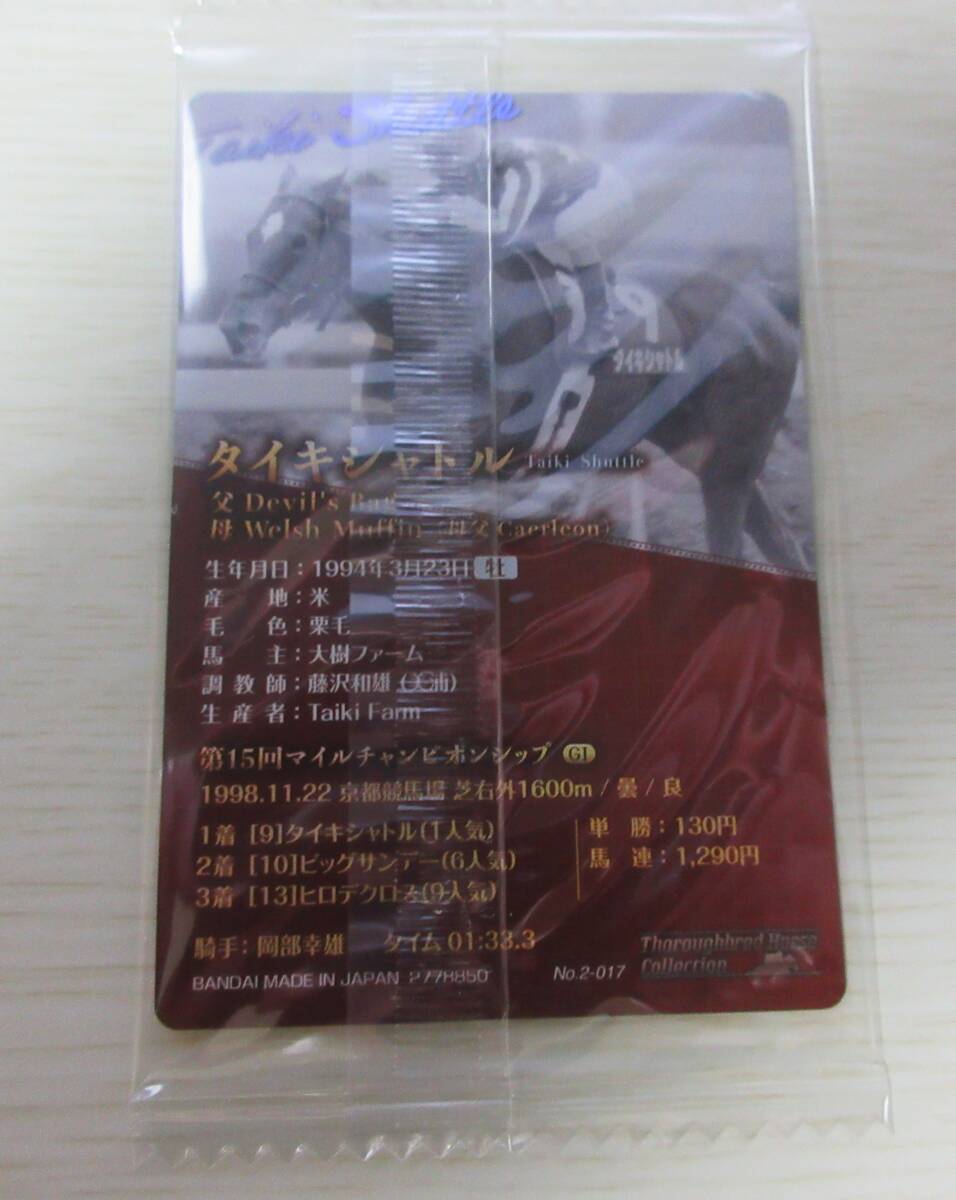 Taiki Shuttle
9
タイキシャトル
タイキシャトル Taiki Shuttle
父 Devil's Bag
母 Welsh Muffin (母父 Caerleon)
生年月日：1994年3月23日 牡
産　地：米
毛　色：栗毛
馬　主：大樹ファーム
調教師：藤沢和雄（美浦）
生産者：Taiki Farm
第15回マイルチャンピオンシップ GI
1998.11.22 京都競馬場 芝右外1600m / 曇 / 良
1着 [9]タイキシャトル(1人気)
2着 [10]ビッグサンデー(6人気)
3着 [13]ヒロデクロス(9人気)
単　勝：130円
馬　連：1,290円
騎手：岡部幸雄　タイム 01:33.3
BANDAI MADE IN JAPAN 2778850
No.2-017
Thoroughbred Horse
Collection